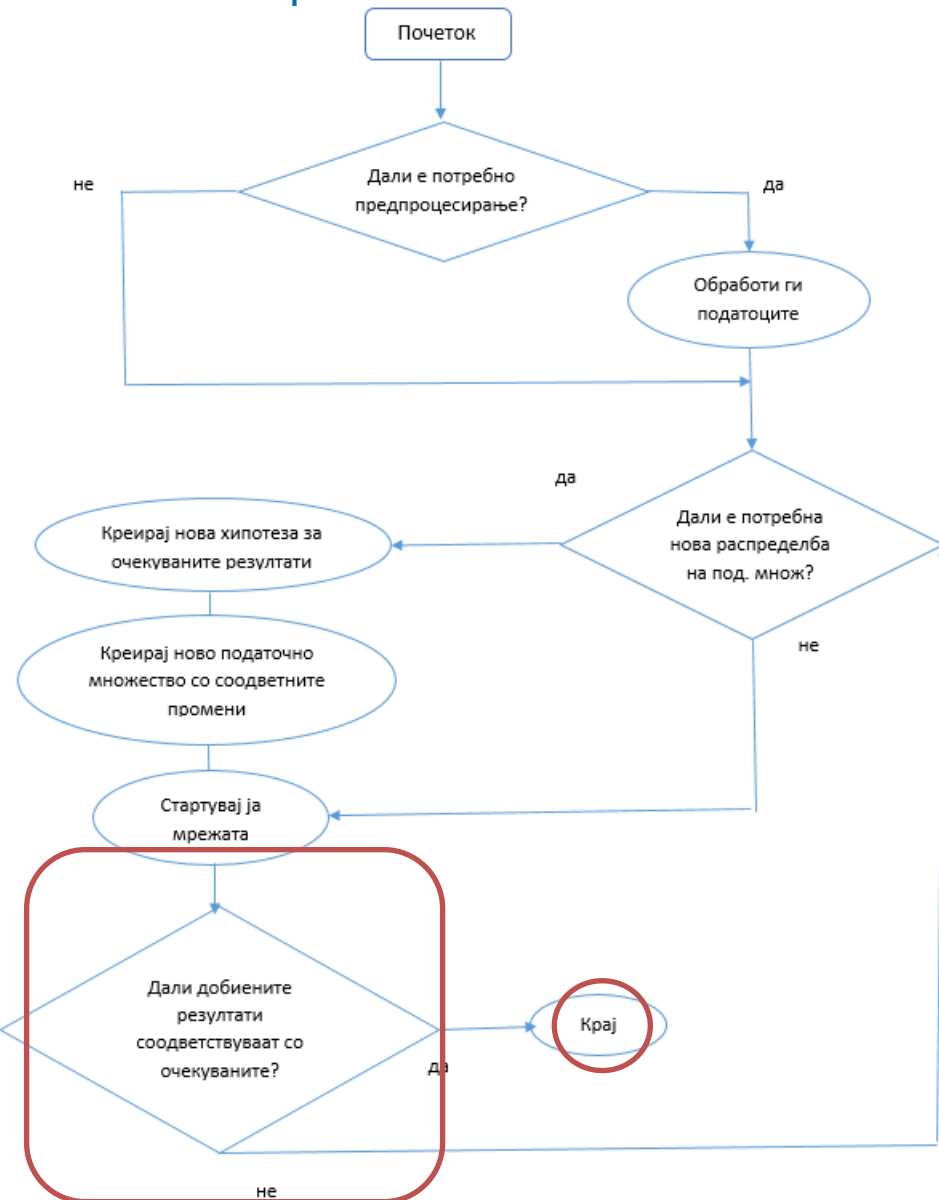 Почеток
Дали е потребно
предпроцесирање?
не
да
Обработи ги
податоците
да
Дали е потребна
нова распределба
на под. множ?
не
Креирај нова хипотеза за
очекуваните резултати
Креирај ново податочно
множество со соодветните
промени
Стартувај ја
мрежата
Дали добиените
резултати
соодветствуваат со
очекуваните?
да
Крај
не